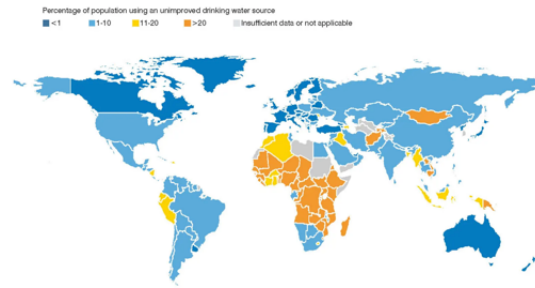 Percentage of population using an unimproved drinking water source
<1 1-10 11-20 >20 Insufficient data or not applicable